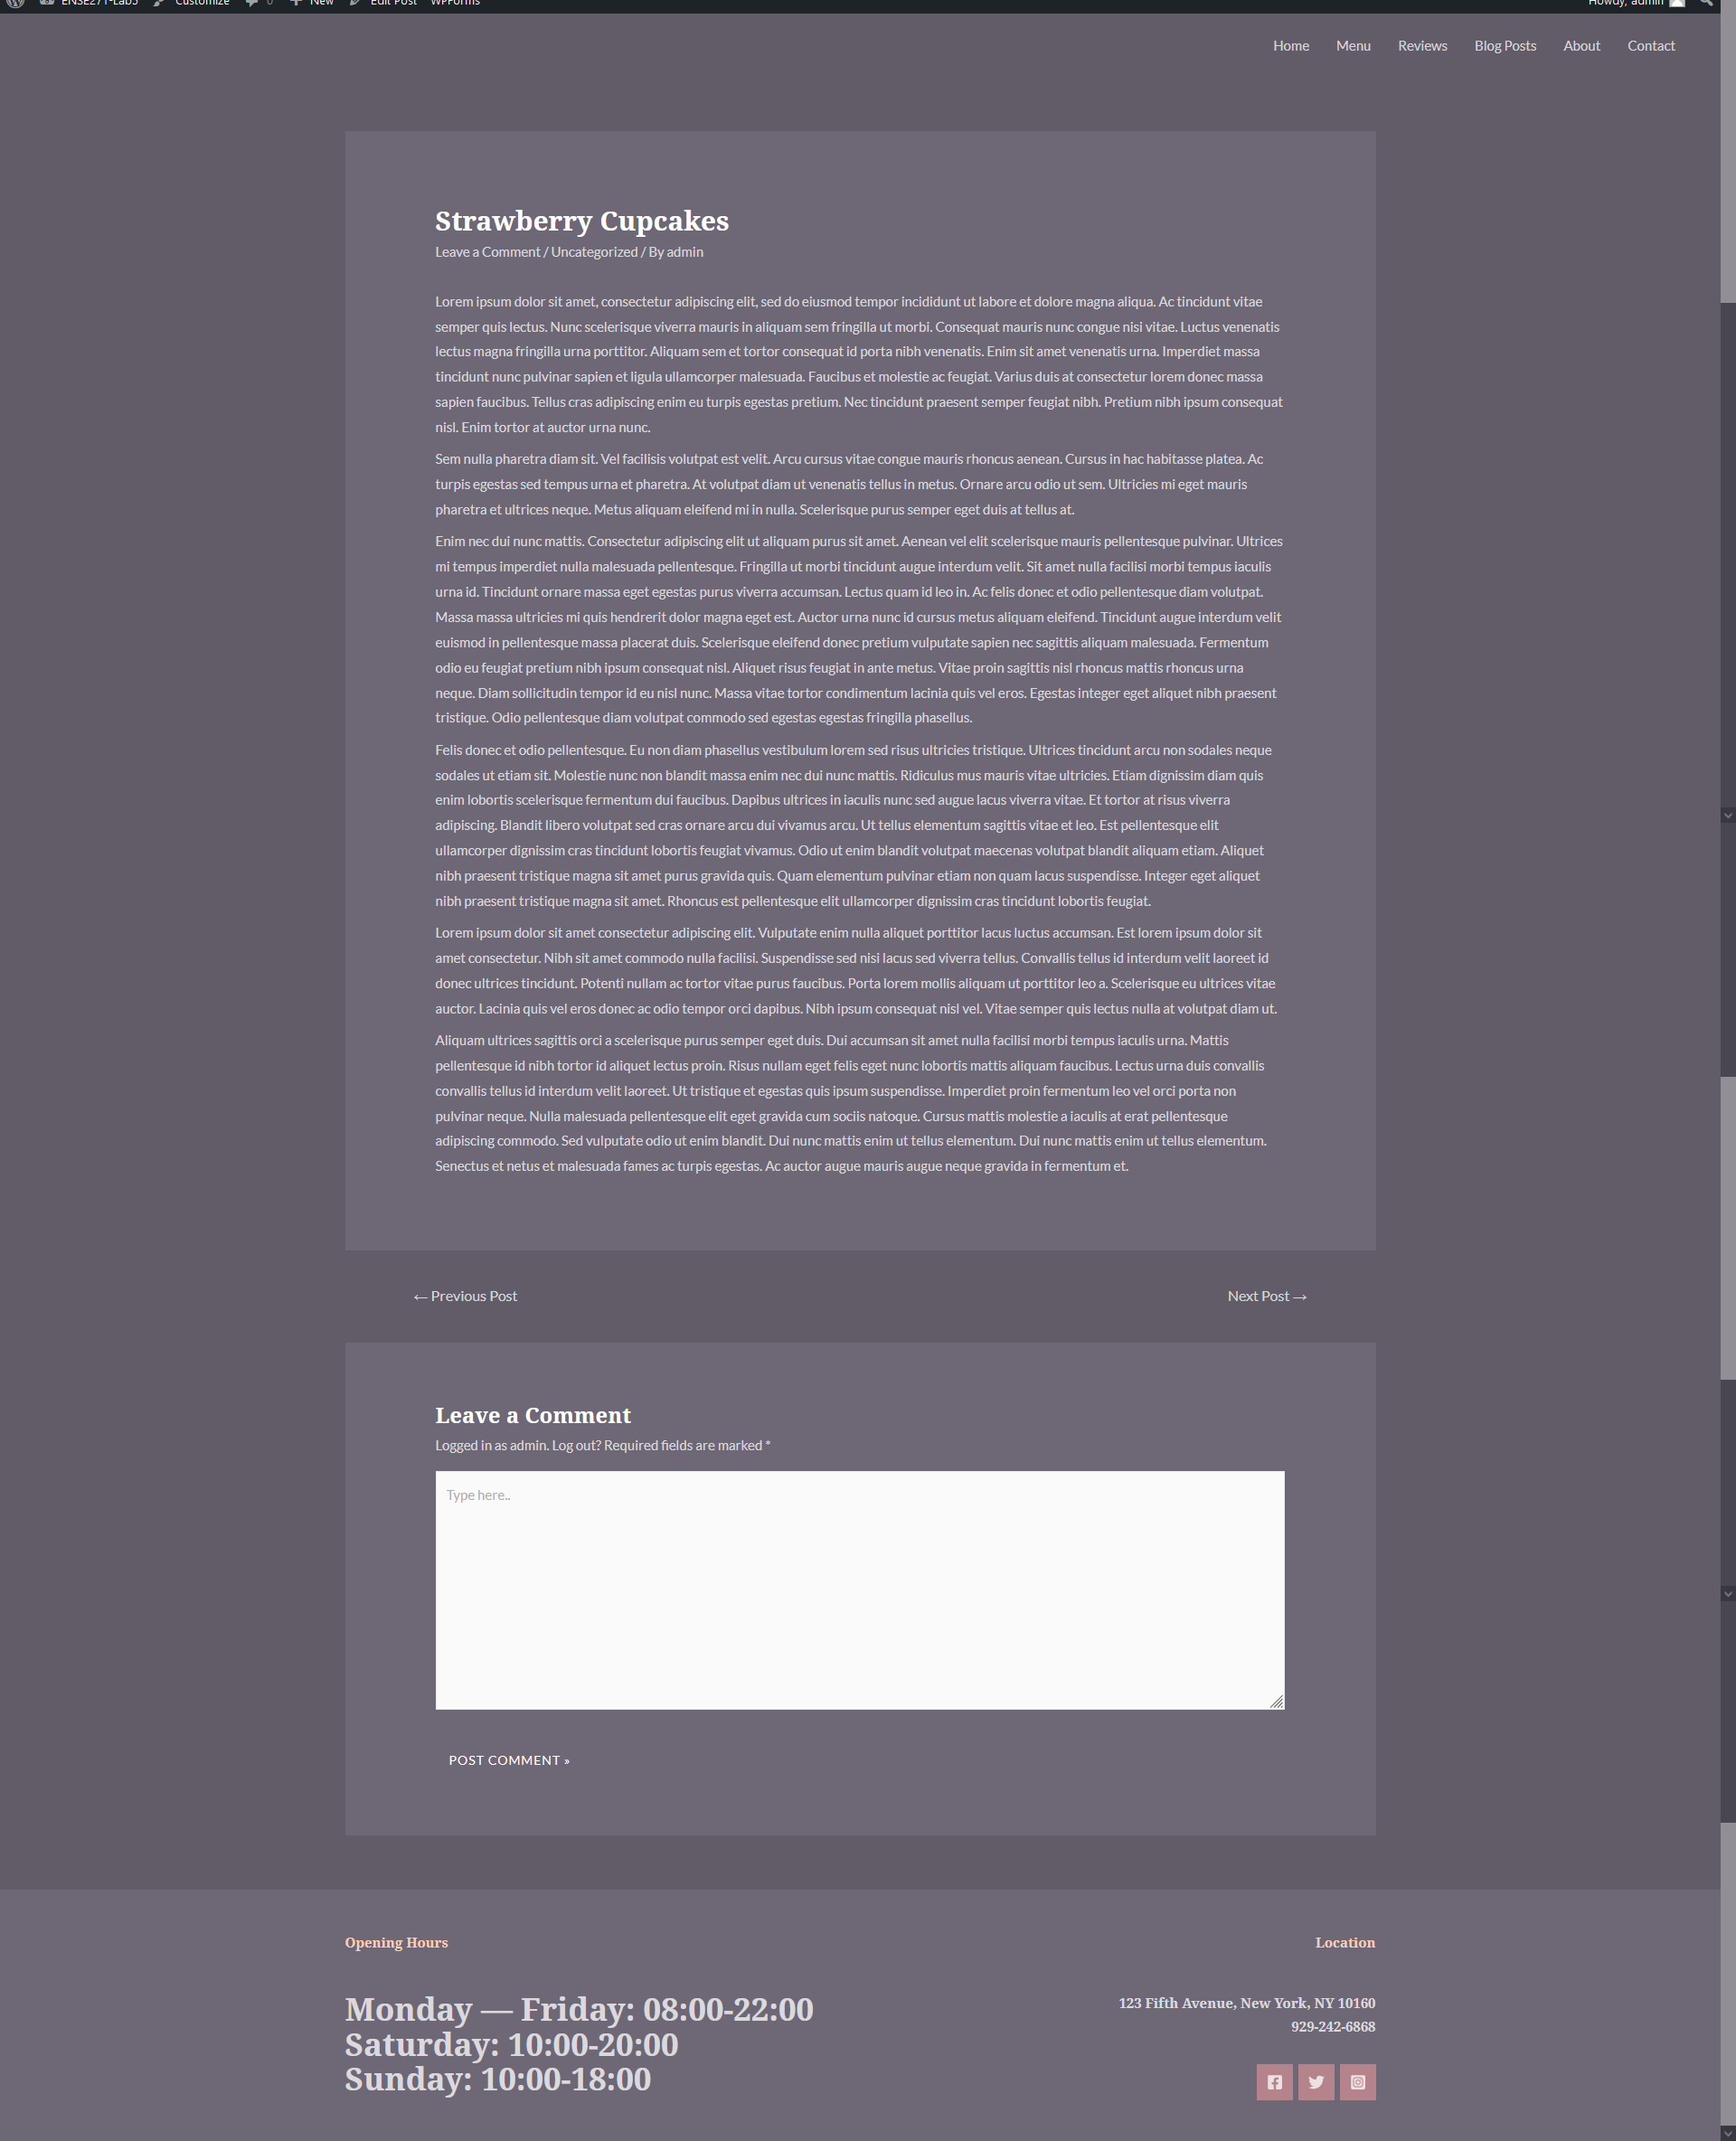 ENSE271-Lab5 Customize 0 New Edit Post WPForms Howdy, admin
Home Menu Reviews Blog Posts About Contact
Strawberry Cupcakes
Leave a Comment / Uncategorized / By admin
Lorem ipsum dolor sit amet, consectetur adipiscing elit, sed do eiusmod tempor incididunt ut labore et dolore magna aliqua. Ac tincidunt vitae
semper quis lectus. Nunc scelerisque viverra mauris in aliquam sem fringilla ut morbi. Consequat mauris nunc congue nisi vitae. Luctus venenatis
lectus magna fringilla urna porttitor. Aliquam sem et tortor consequat id porta nibh venenatis. Enim sit amet venenatis urna. Imperdiet massa
tincidunt nunc pulvinar sapien et ligula ullamcorper malesuada. Faucibus et molestie ac feugiat. Varius duis at consectetur lorem donec massa
sapien faucibus. Tellus cras adipiscing enim eu turpis egestas pretium. Nec tincidunt praesent semper feugiat nibh. Pretium nibh ipsum consequat
nisl. Enim tortor at auctor urna nunc.
Sem nulla pharetra diam sit. Vel facilisis volutpat est velit. Arcu cursus vitae congue mauris rhoncus aenean. Cursus in hac habitasse platea. Ac
turpis egestas sed tempus urna et pharetra. At volutpat diam ut venenatis tellus in metus. Ornare arcu odio ut sem. Ultricies mi eget mauris
pharetra et ultrices neque. Metus aliquam eleifend mi in nulla. Scelerisque purus semper eget duis at tellus at.
Enim nec dui nunc mattis. Consectetur adipiscing elit ut aliquam purus sit amet. Aenean vel elit scelerisque mauris pellentesque pulvinar. Ultrices
mi tempus imperdiet nulla malesuada pellentesque. Fringilla ut morbi tincidunt augue interdum velit. Sit amet nulla facilisi morbi tempus iaculis
urna id. Tincidunt ornare massa eget egestas purus viverra accumsan. Lectus quam id leo in. Ac felis donec et odio pellentesque diam volutpat.
Massa massa ultricies mi quis hendrerit dolor magna eget est. Auctor urna nunc id cursus metus aliquam eleifend. Tincidunt augue interdum velit
euismod in pellentesque massa placerat duis. Scelerisque eleifend donec pretium vulputate sapien nec sagittis aliquam malesuada. Fermentum
odio eu feugiat pretium nibh ipsum consequat nisl. Aliquet risus feugiat in ante metus. Vitae proin sagittis nisl rhoncus mattis rhoncus urna
neque. Diam sollicitudin tempor id eu nisl nunc. Massa vitae tortor condimentum lacinia quis vel eros. Egestas integer eget aliquet nibh praesent
tristique. Odio pellentesque diam volutpat commodo sed egestas egestas fringilla phasellus.
Felis donec et odio pellentesque. Eu non diam phasellus vestibulum lorem sed risus ultricies tristique. Ultrices tincidunt arcu non sodales neque
sodales ut etiam sit. Molestie nunc non blandit massa enim nec dui nunc mattis. Ridiculus mus mauris vitae ultricies. Etiam dignissim diam quis
enim lobortis scelerisque fermentum dui faucibus. Dapibus ultrices in iaculis nunc sed augue lacus viverra vitae. Et tortor at risus viverra
adipiscing. Blandit libero volutpat sed cras ornare arcu dui vivamus arcu. Ut tellus elementum sagittis vitae et leo. Est pellentesque elit
ullamcorper dignissim cras tincidunt lobortis feugiat vivamus. Odio ut enim blandit volutpat maecenas volutpat blandit aliquam etiam. Aliquet
nibh praesent tristique magna sit amet purus gravida quis. Quam elementum pulvinar etiam non quam lacus suspendisse. Integer eget aliquet
nibh praesent tristique magna sit amet. Rhoncus est pellentesque elit ullamcorper dignissim cras tincidunt lobortis feugiat.
Lorem ipsum dolor sit amet consectetur adipiscing elit. Vulputate enim nulla aliquet porttitor lacus luctus accumsan. Est lorem ipsum dolor sit
amet consectetur. Nibh sit amet commodo nulla facilisi. Suspendisse sed nisi lacus sed viverra tellus. Convallis tellus id interdum velit laoreet id
donec ultrices tincidunt. Potenti nullam ac tortor vitae purus faucibus. Porta lorem mollis aliquam ut porttitor leo a. Scelerisque eu ultrices vitae
auctor. Lacinia quis vel eros donec ac odio tempor orci dapibus. Nibh ipsum consequat nisl vel. Vitae semper quis lectus nulla at volutpat diam ut.
Aliquam ultrices sagittis orci a scelerisque purus semper eget duis. Dui accumsan sit amet nulla facilisi morbi tempus iaculis urna. Mattis
pellentesque id nibh tortor id aliquet lectus proin. Risus nullam eget felis eget nunc lobortis mattis aliquam faucibus. Lectus urna duis convallis
convallis tellus id interdum velit laoreet. Ut tristique et egestas quis ipsum suspendisse. Imperdiet proin fermentum leo vel orci porta non
pulvinar neque. Nulla malesuada pellentesque elit eget gravida cum sociis natoque. Cursus mattis molestie a iaculis at erat pellentesque
adipiscing commodo. Sed vulputate odio ut enim blandit. Dui nunc mattis enim ut tellus elementum. Dui nunc mattis enim ut tellus elementum.
Senectus et netus et malesuada fames ac turpis egestas. Ac auctor augue mauris augue neque gravida in fermentum et.
← Previous Post Next Post →
Leave a Comment
Logged in as admin. Log out? Required fields are marked *
Type here..
POST COMMENT »
Opening Hours Location
Monday — Friday: 08:00-22:00
Saturday: 10:00-20:00
Sunday: 10:00-18:00
123 Fifth Avenue, New York, NY 10160
929-242-6868